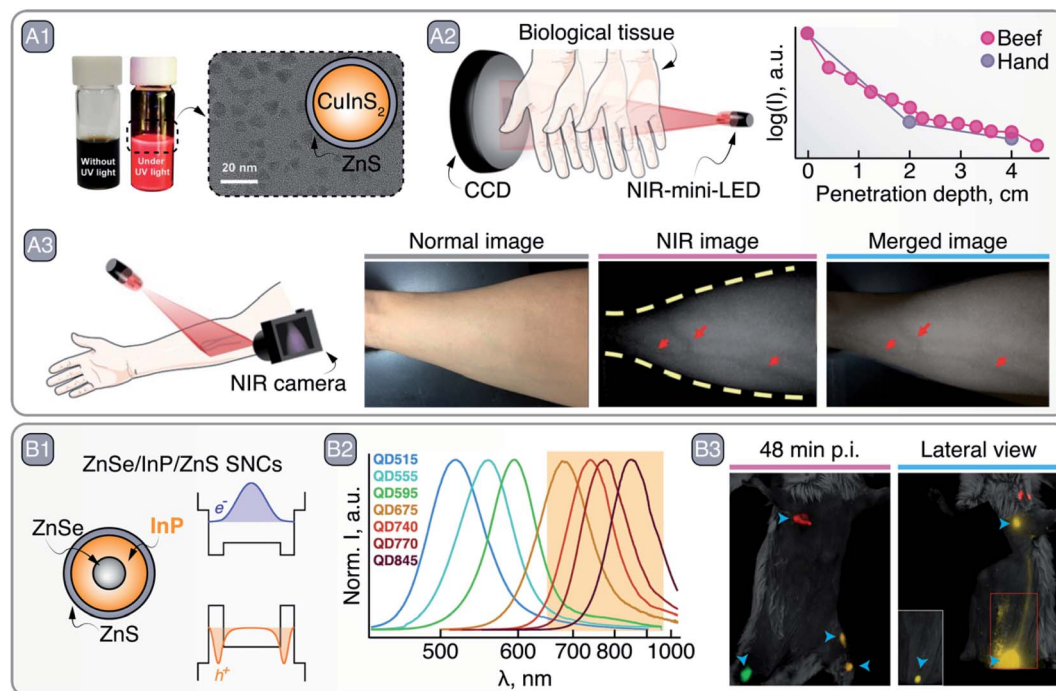 A1
Without
UV light
Under
UV light
CuInS₂
ZnS
20 nm
A2
Biological tissue
CCD
NIR-mini-LED
log(I), a.u.
Beef
Hand
0 1 2 3 4
Penetration depth, cm
A3
NIR camera
Normal image
NIR image
Merged image
B1
ZnSe/InP/ZnS SNCs
ZnSe
InP
ZnS
e⁻
h⁺
B2
Norm. I, a.u.
QD515
QD555
QD595
QD675
QD740
QD770
QD845
500 600 700 800 1000
λ, nm
B3
48 min p.i.
Lateral view